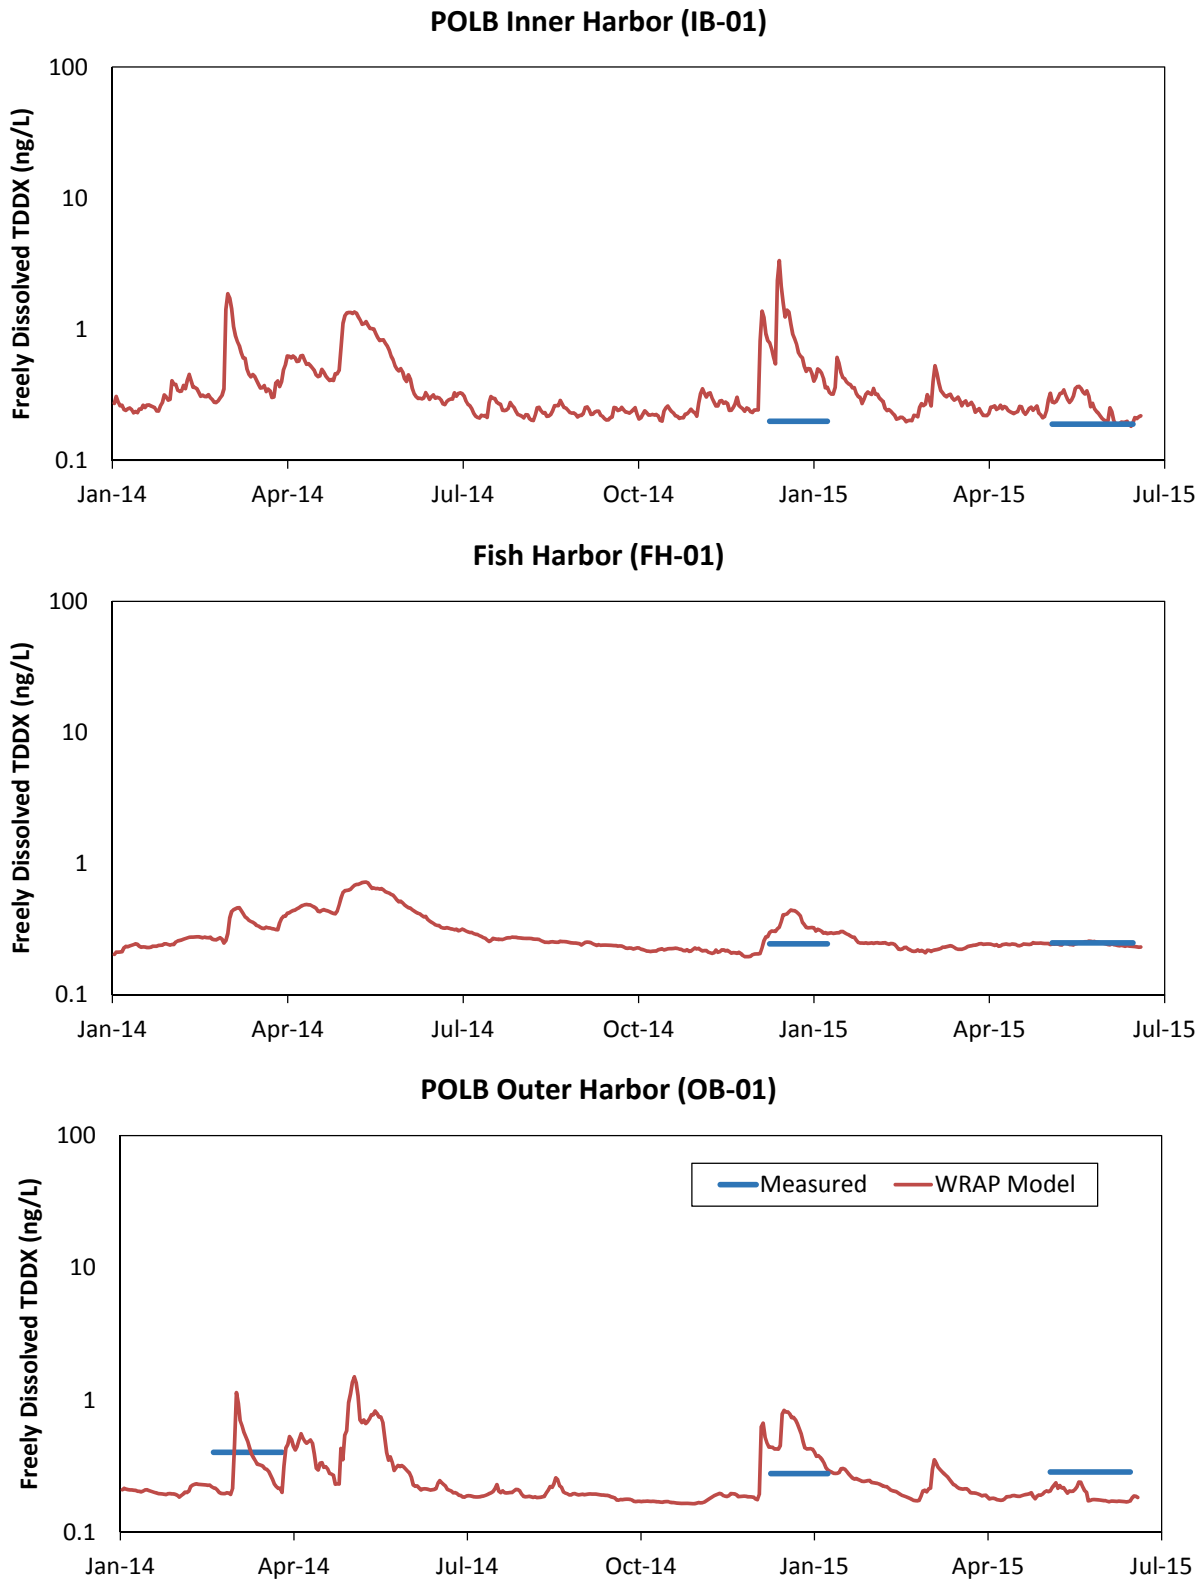 POLB Inner Harbor (IB-01)
Freely Dissolved TDDX (ng/L)
100
10
1
0.1
Jan-14 Apr-14 Jul-14 Oct-14 Jan-15 Apr-15 Jul-15
Fish Harbor (FH-01)
Freely Dissolved TDDX (ng/L)
100
10
1
0.1
Jan-14 Apr-14 Jul-14 Oct-14 Jan-15 Apr-15 Jul-15
POLB Outer Harbor (OB-01)
Freely Dissolved TDDX (ng/L)
100
10
1
0.1
Measured WRAP Model
Jan-14 Apr-14 Jul-14 Oct-14 Jan-15 Apr-15 Jul-15